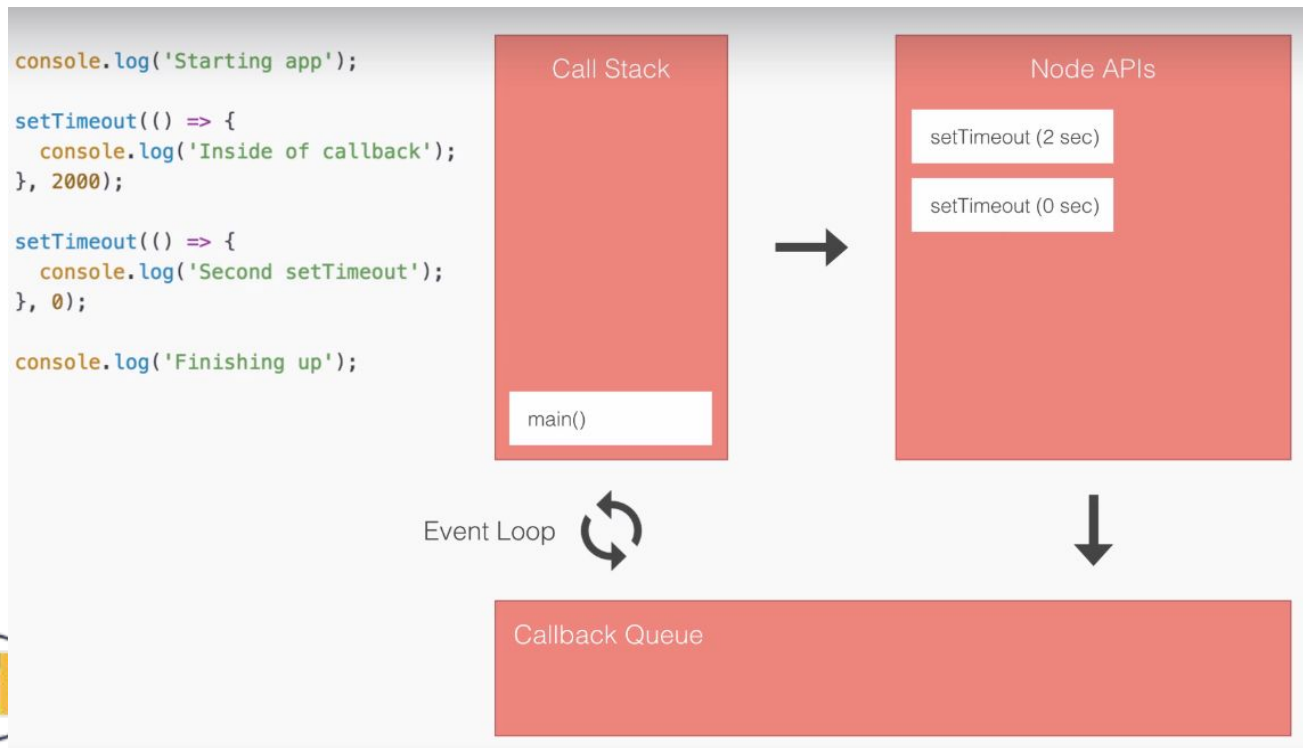 console.log('Starting app');
setTimeout(() => {
  console.log('Inside of callback');
}, 2000);
setTimeout(() => {
  console.log('Second setTimeout');
}, 0);
console.log('Finishing up');
Call Stack
main()
Node APIs
setTimeout (2 sec)
setTimeout (0 sec)
Event Loop
Callback Queue